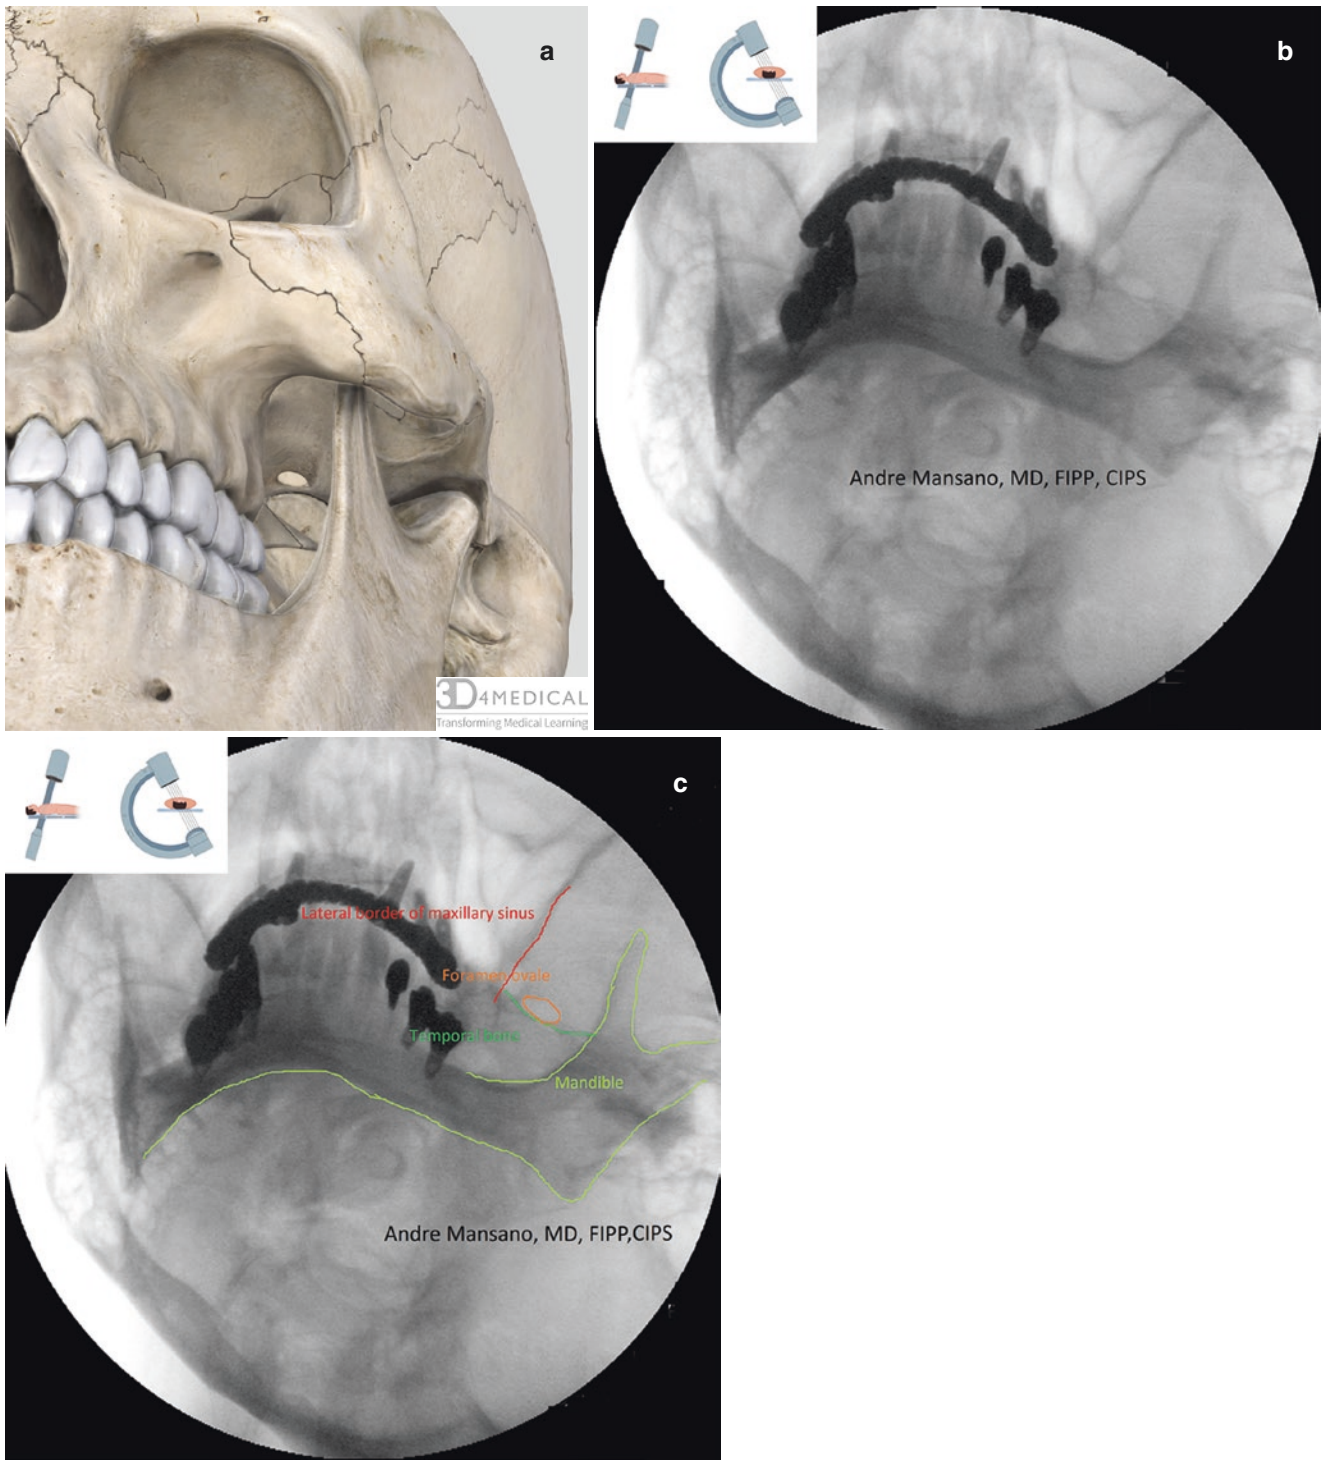 a
3D4MEDICAL
Transforming Medical Learning
b
Andre Mansano, MD, FIPP, CIPS
c
Lateral border of maxillary sinus
Foramen ovale
Temporal bone
Mandible
Andre Mansano, MD, FIPP,CIPS